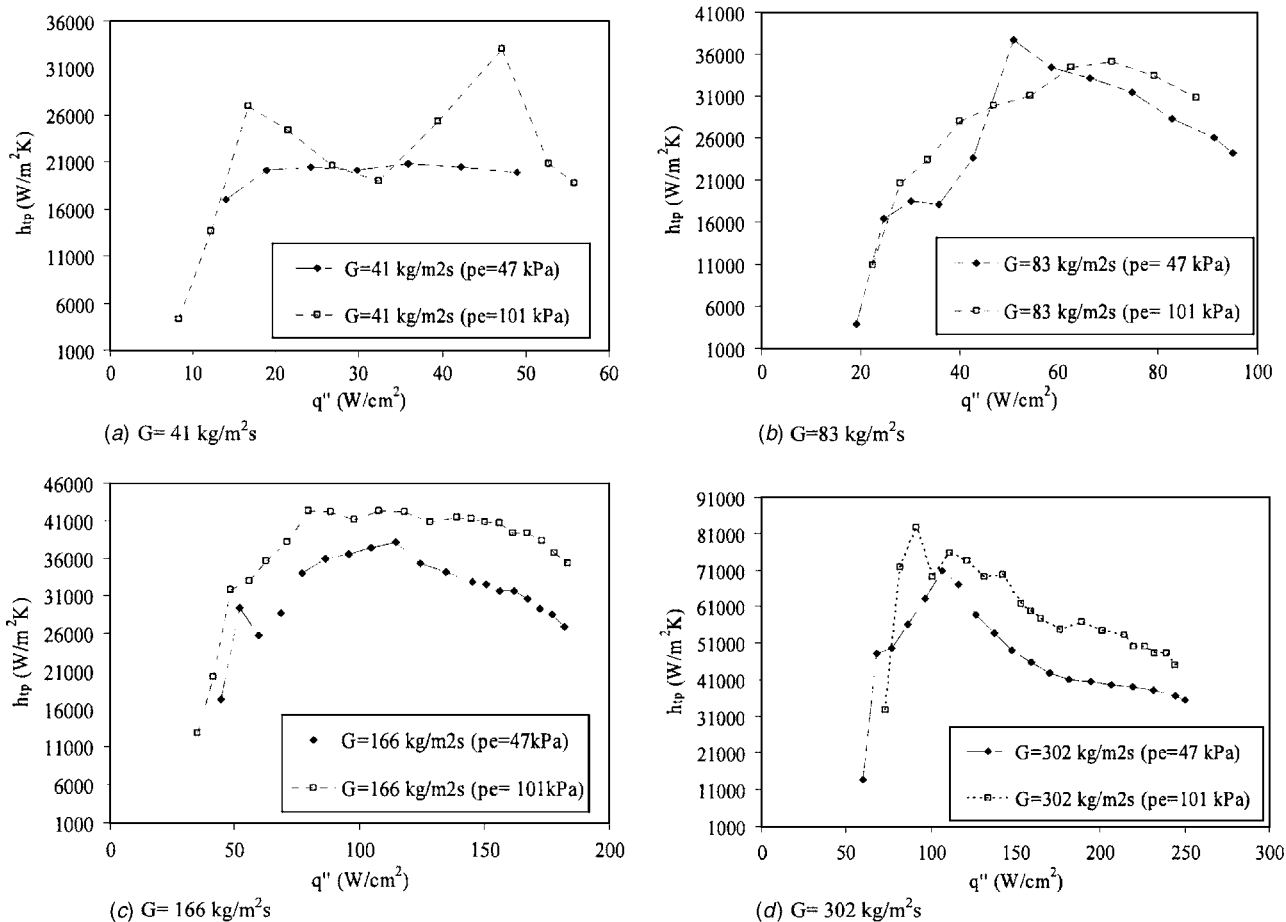 36000
31000
26000
21000
16000
11000
6000
1000
h_tp (W/m²K)
G=41 kg/m2s (pe=47 kPa)
G=41 kg/m2s (pe=101 kPa)
0 10 20 30 40 50 60
q'' (W/cm²)
(a) G= 41 kg/m²s
41000
36000
31000
26000
21000
16000
11000
6000
1000
h_tp (W/m²K)
G=83 kg/m2s (pe= 47 kPa)
G=83 kg/m2s (pe= 101 kPa)
0 20 40 60 80 100
q'' (W/cm²)
(b) G=83 kg/m²s
46000
41000
36000
31000
26000
21000
16000
11000
6000
1000
h_tp (W/m²K)
G=166 kg/m2s (pe=47kPa)
G=166 kg/m2s (pe= 101kPa)
0 50 100 150 200
q'' (W/cm²)
(c) G= 166 kg/m²s
91000
81000
71000
61000
51000
41000
31000
21000
11000
1000
h_tp (W/m²K)
G=302 kg/m2s (pe=47 kPa)
G=302 kg/m2s (pe=101 kPa)
0 50 100 150 200 250 300
q'' (W/cm²)
(d) G= 302 kg/m²s